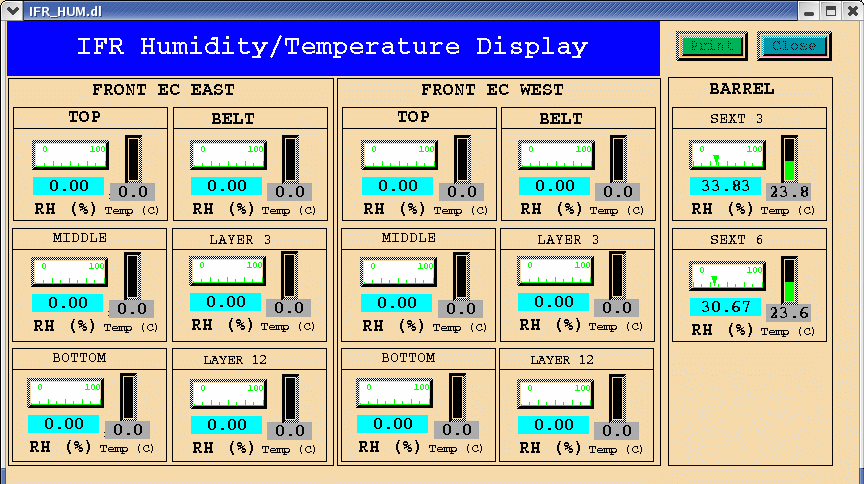 IFR_HUM.dl
IFR Humidity/Temperature Display
Print Close
FRONT EC EAST FRONT EC WEST BARREL
TOP BELT TOP BELT SEXT 3
0 100 0 100 0 100 0 100 0 100
0.00 0.0 0.00 0.0 0.00 0.0 0.00 0.0 33.83 23.8
RH (%) Temp (C) RH (%) Temp (C) RH (%) Temp (C) RH (%) Temp (C) RH (%) Temp (C)
MIDDLE LAYER 3 MIDDLE LAYER 3 SEXT 6
0 100 0 100 0 100 0 100 0 100
0.00 0.0 0.00 0.0 0.00 0.0 0.00 0.0 30.67 23.6
RH (%) Temp (C) RH (%) Temp (C) RH (%) Temp (C) RH (%) Temp (C) RH (%) Temp (C)
BOTTOM LAYER 12 BOTTOM LAYER 12
0 100 0 100 0 100 0 100
0.00 0.0 0.00 0.0 0.00 0.0 0.00 0.0
RH (%) Temp (C) RH (%) Temp (C) RH (%) Temp (C) RH (%) Temp (C)